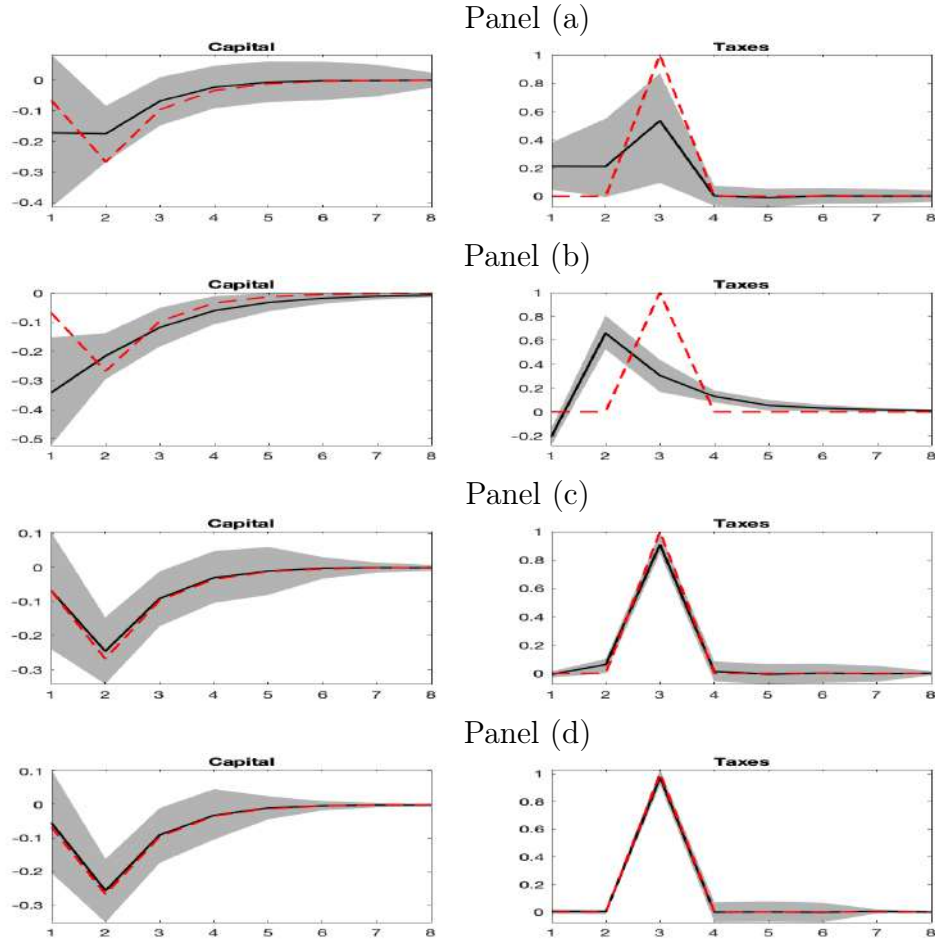 Panel (a)
Capital Taxes
0 -0.1 -0.2 -0.3 -0.4
1 2 3 4 5 6 7 8
1 0.8 0.6 0.4 0.2 0
1 2 3 4 5 6 7 8
Panel (b)
Capital Taxes
0 -0.1 -0.2 -0.3 -0.4 -0.5
1 2 3 4 5 6 7 8
1 0.8 0.6 0.4 0.2 0 -0.2
1 2 3 4 5 6 7 8
Panel (c)
Capital Taxes
0.1 0 -0.1 -0.2 -0.3
1 2 3 4 5 6 7 8
1 0.8 0.6 0.4 0.2 0
1 2 3 4 5 6 7 8
Panel (d)
Capital Taxes
0.1 0 -0.1 -0.2 -0.3
1 2 3 4 5 6 7 8
1 0.8 0.6 0.4 0.2 0
1 2 3 4 5 6 7 8